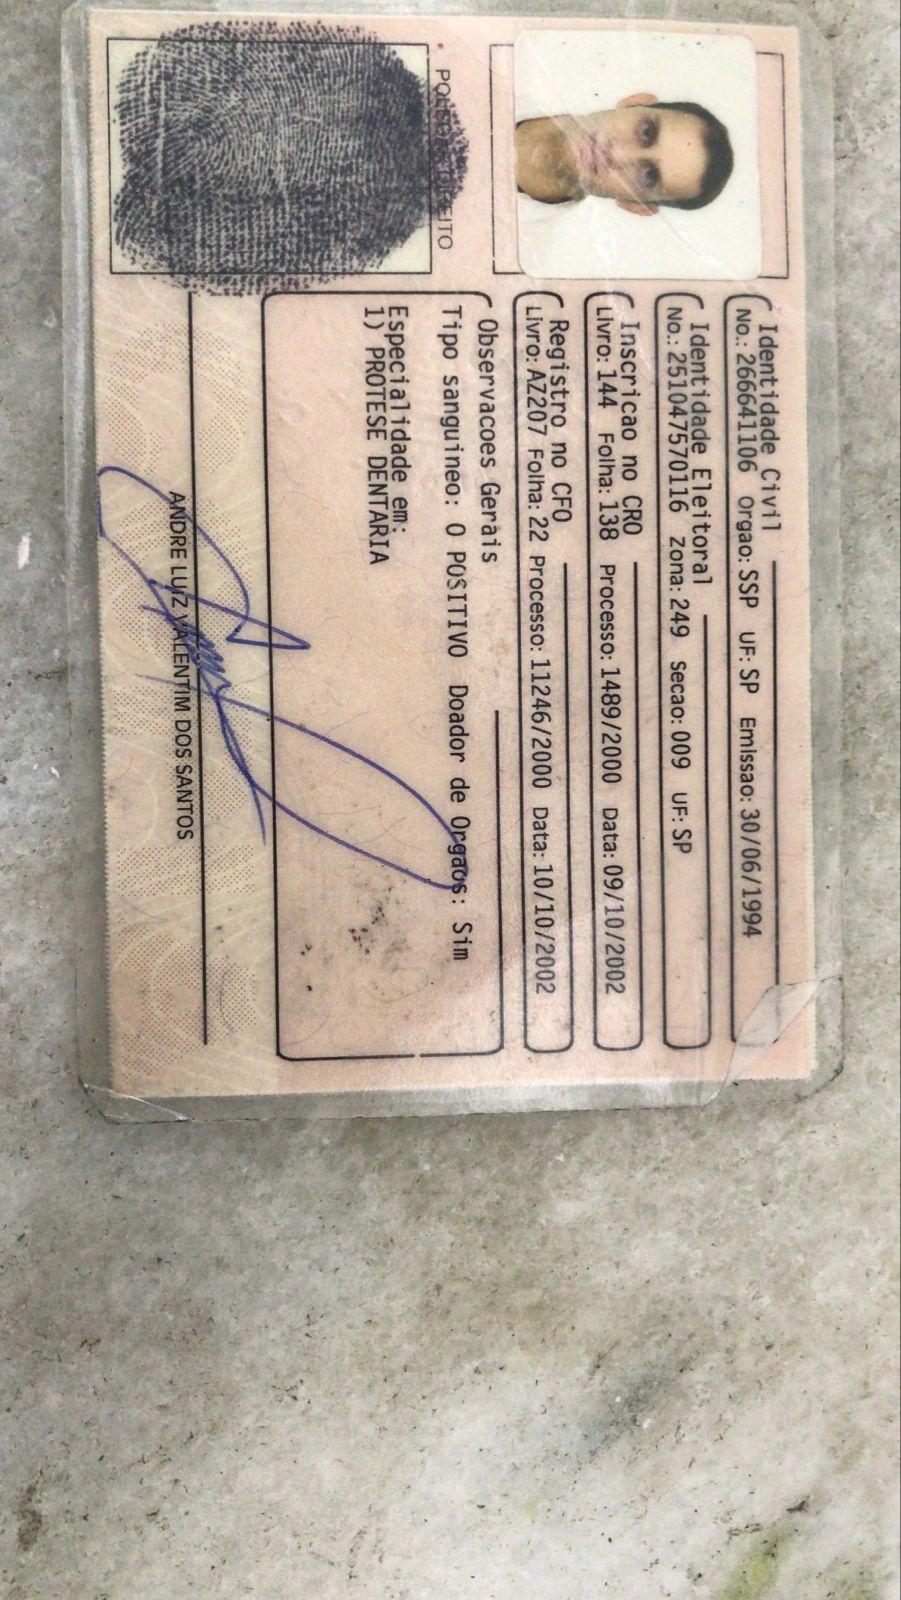 Identidade Civil
No.: 266641106 Orgao: SSP UF: SP Emissao: 30/06/1994
Identidade Eleitoral
No.: 251047570116 Zona: 249 Secao: 009 UF: SP
Inscricao no CRO
Livro: 144 Folha: 138 Processo: 1489/2000 Data: 09/10/2002
Registro no CFO
Livro: AZ207 Folha: 22 Processo: 11246/2000 Data: 10/10/2002
Observacoes Gerais
Tipo sanguineo: O POSITIVO Doador de Orgaos: Sim
Especialidade em:
1) PROTESE DENTARIA
POLEGAR DIREITO
ANDRE LUIZ VALENTIM DOS SANTOS